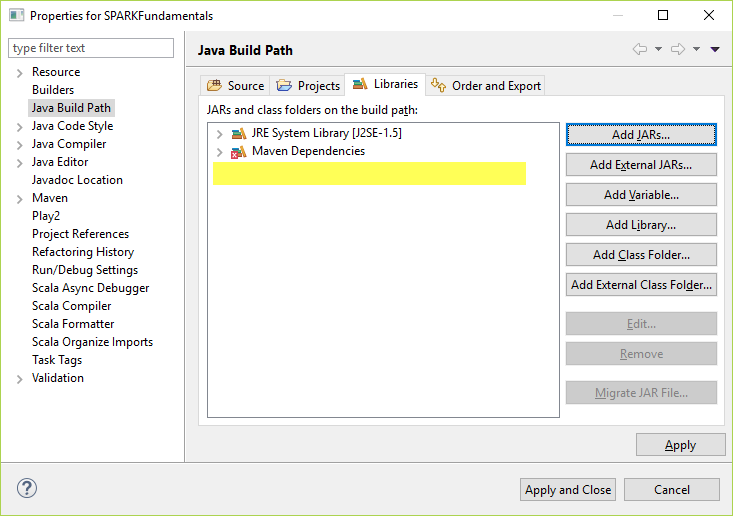 Properties for SPARKFundamentals
type filter text
Resource
Builders
Java Build Path
Java Code Style
Java Compiler
Java Editor
Javadoc Location
Maven
Play2
Project References
Refactoring History
Run/Debug Settings
Scala Async Debugger
Scala Compiler
Scala Formatter
Scala Organize Imports
Task Tags
Validation
Java Build Path
Source
Projects
Libraries
Order and Export
JARs and class folders on the build path:
JRE System Library [J2SE-1.5]
Maven Dependencies
Add JARs...
Add External JARs...
Add Variable...
Add Library...
Add Class Folder...
Add External Class Folder...
Edit...
Remove
Migrate JAR File...
Apply
?
Apply and Close
Cancel